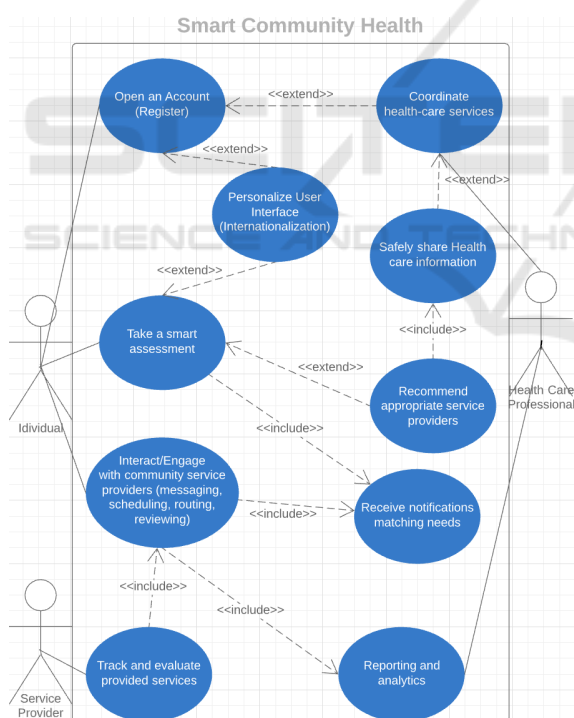 Smart Community Health
Open an Account
(Register)
<<extend>>
Coordinate
health-care services
<<extend>>
Personalize User
Interface
(Internationalization)
<<extend>>
Safely share Health
care information
SCIENCE AND TECHN
<<extend>>
Take a smart
assessment
<<include>>
<<extend>>
Recommend
appropriate service
providers
Health Care
Professional
Idividual
<<include>>
Interact/Engage
with community service
providers (messaging,
scheduling, routing,
reviewing)
<<include>>
Receive notifications
matching needs
<<include>>
<<include>>
Track and evaluate
provided services
Reporting and
analytics
Service
Provider